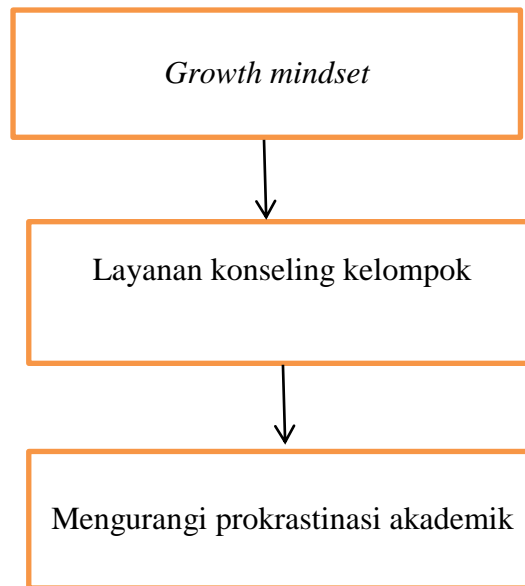 Growth mindset
Layanan konseling kelompok
Mengurangi prokrastinasi akademik